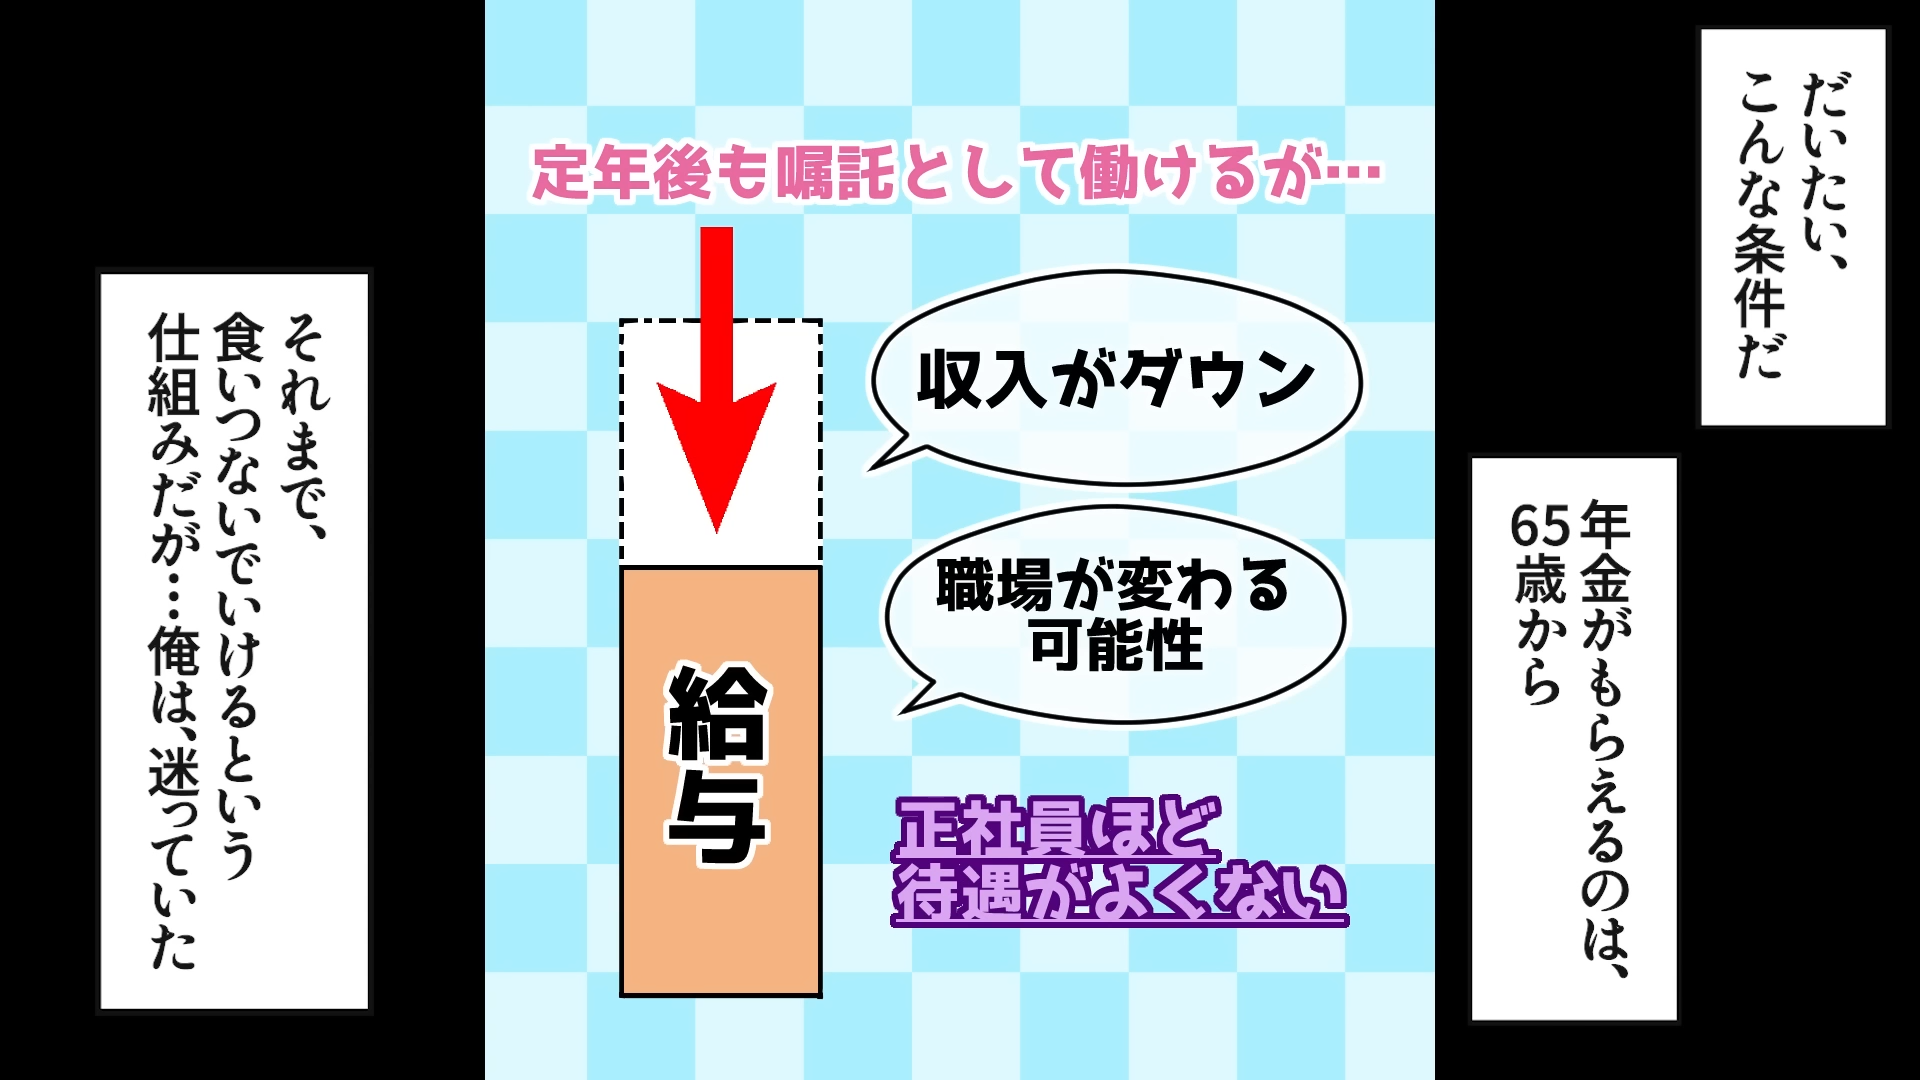 だいたい、
こんな条件だ
年金がもらえるのは、
65歳から
定年後も嘱託として働けるが…
収入がダウン
職場が変わる
可能性
給与
正社員ほど
待遇がよくない
それまで、
食いつないでいけるという
仕組みだが…俺は、迷っていた